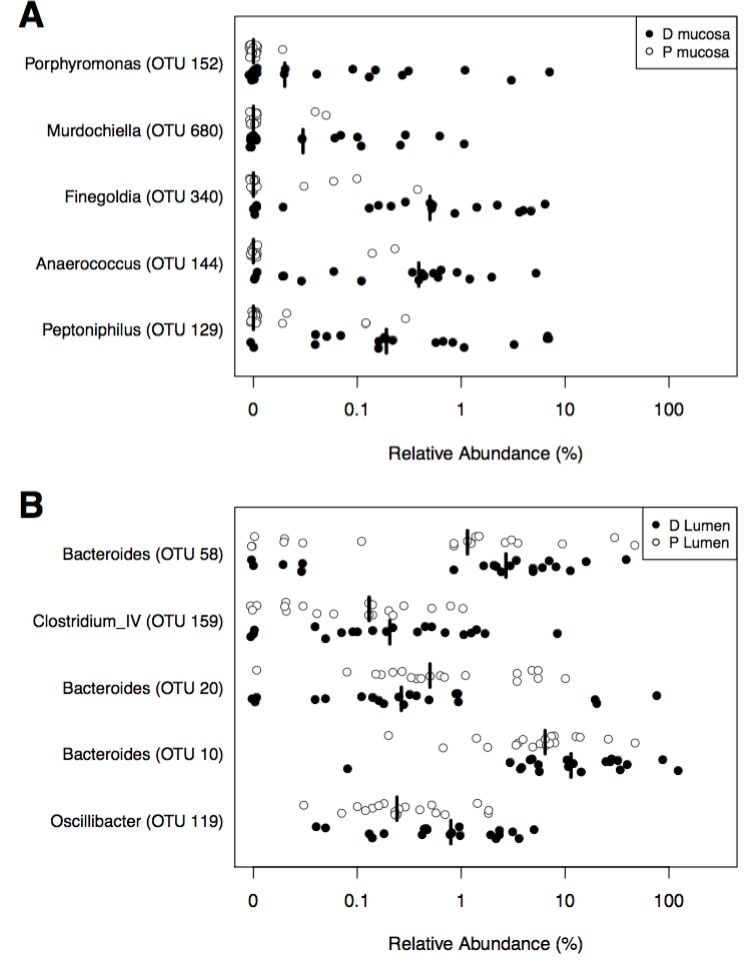 A
D mucosa
P mucosa
Porphyromonas (OTU 152)
Murdochiella (OTU 680)
Finegoldia (OTU 340)
Anaerococcus (OTU 144)
Peptoniphilus (OTU 129)
0 0.1 1 10 100
Relative Abundance (%)
B
D Lumen
P Lumen
Bacteroides (OTU 58)
Clostridium_IV (OTU 159)
Bacteroides (OTU 20)
Bacteroides (OTU 10)
Oscillibacter (OTU 119)
0 0.1 1 10 100
Relative Abundance (%)